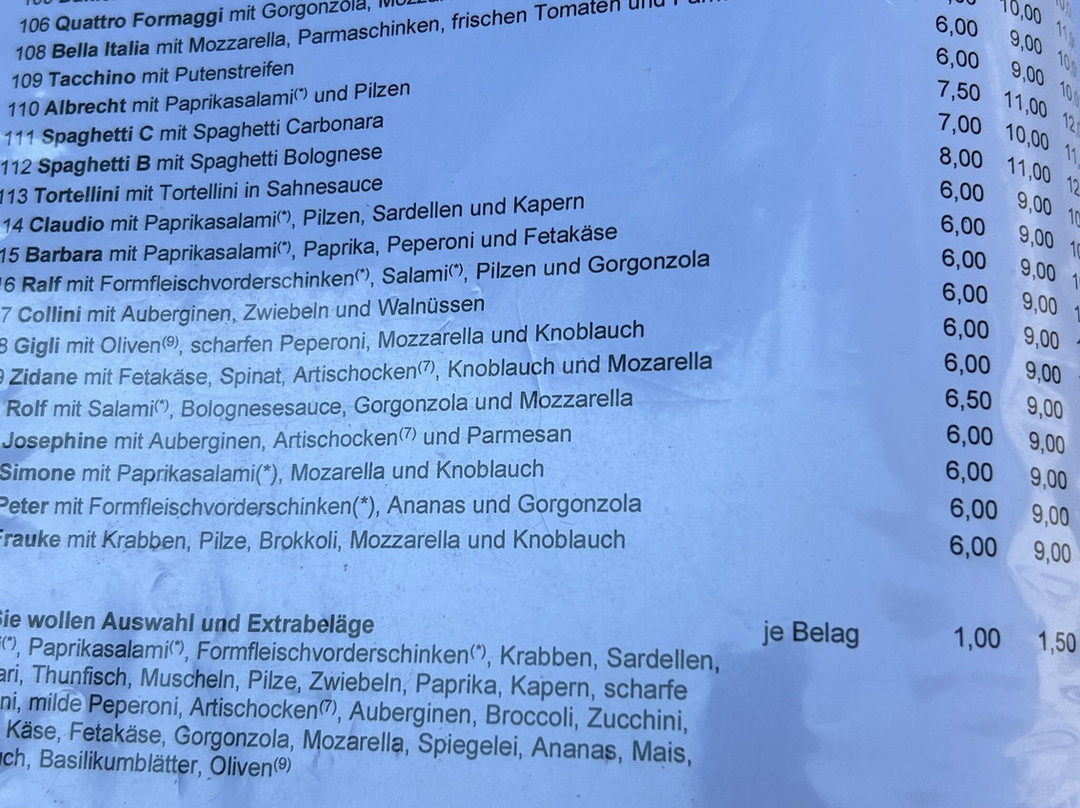 106 Quattro Formaggi mit Gorgonzola,
108 Bella Italia mit Mozzarella, Parmaschinken, frischen Tomaten und 10,00
109 Tacchino mit Putenstreifen 6,00 9,00
110 Albrecht mit Paprikasalami(*) und Pilzen 6,00 9,00
111 Spaghetti C mit Spaghetti Carbonara 7,50 11,00
112 Spaghetti B mit Spaghetti Bolognese 7,00 10,00
113 Tortellini mit Tortellini in Sahnesauce 8,00 11,00
14 Claudio mit Paprikasalami(*), Pilzen, Sardellen und Kapern 6,00 9,00
15 Barbara mit Paprikasalami(*), Paprika, Peperoni und Fetakäse 6,00 9,00
6 Ralf mit Formfleischvorderschinken(*), Salami(*), Pilzen und Gorgonzola 6,00 9,00
7 Collini mit Auberginen, Zwiebeln und Walnüssen 6,00 9,00
8 Gigli mit Oliven(9), scharfen Peperoni, Mozzarella und Knoblauch 6,00 9,00
9 Zidane mit Fetakäse, Spinat, Artischocken(7), Knoblauch und Mozarella 6,00 9,00
Rolf mit Salami(*), Bolognesesauce, Gorgonzola und Mozzarella 6,50 9,00
Josephine mit Auberginen, Artischocken(7) und Parmesan 6,00 9,00
Simone mit Paprikasalami(*), Mozarella und Knoblauch 6,00 9,00
Peter mit Formfleischvorderschinken(*), Ananas und Gorgonzola 6,00 9,00
Frauke mit Krabben, Pilze, Brokkoli, Mozzarella und Knoblauch 6,00 9,00
Sie wollen Auswahl und Extrabeläge je Belag 1,00 1,50
(*), Paprikasalami(*), Formfleischvorderschinken(*), Krabben, Sardellen,
ari, Thunfisch, Muscheln, Pilze, Zwiebeln, Paprika, Kapern, scharfe
ni, milde Peperoni, Artischocken(7), Auberginen, Broccoli, Zucchini,
Käse, Fetakäse, Gorgonzola, Mozarella, Spiegelei, Ananas, Mais,
uch, Basilikumblätter, Oliven(9)